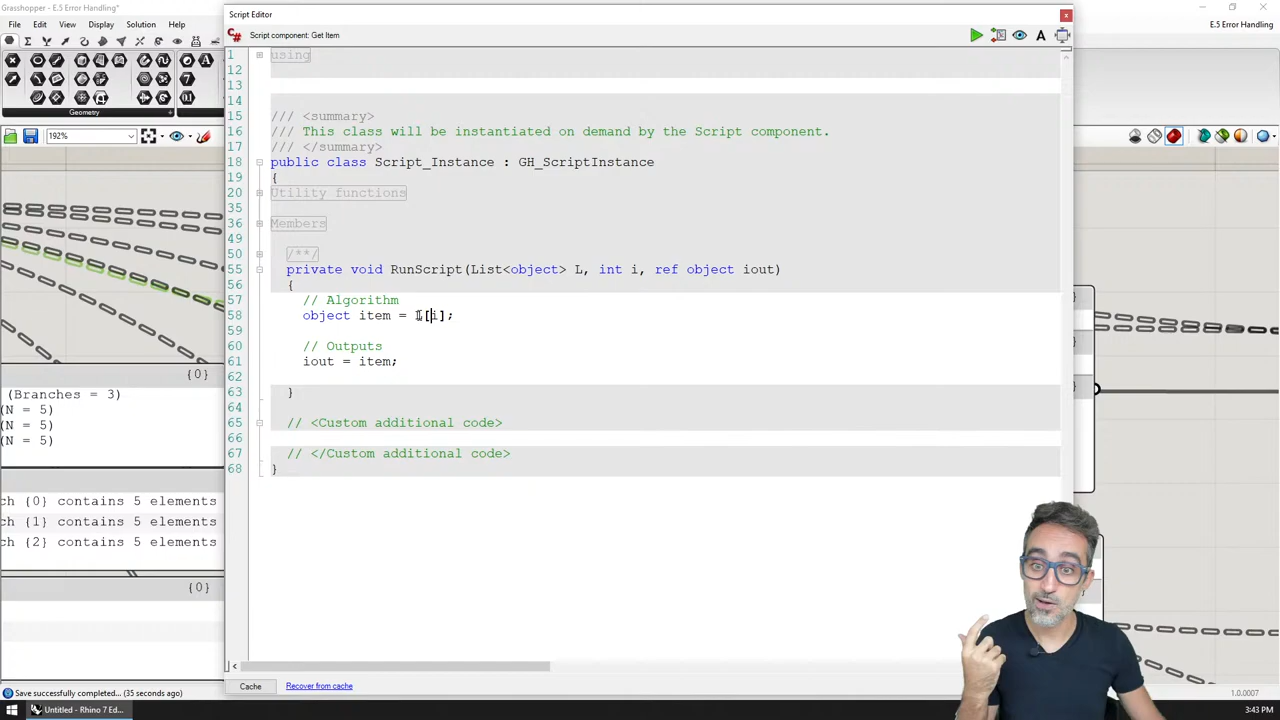 Grasshopper - E.5 Error Handling*
File Edit View Display Solution Help
E.5 Error Handling
Geometry
192%
Script Editor
C# Script component: Get Item
1 using
12
13
14
15 /// <summary>
16 /// This class will be instantiated on demand by the Script component.
17 /// </summary>
18 public class Script_Instance : GH_ScriptInstance
19 {
20 Utility functions
35
36 Members
49
50 /**/
55 private void RunScript(List<object> L, int i, ref object iout)
56 {
57 // Algorithm
58 object item = L[i];
59
60 // Outputs
61 iout = item;
62
63 }
64
65 // <Custom additional code>
66
67 // </Custom additional code>
68 }
{0}
(Branches = 3)
(N = 5)
(N = 5)
(N = 5)
ch {0} contains 5 elements
ch {1} contains 5 elements
ch {2} contains 5 elements
{0}
Cache Recover from cache
Save successfully completed... (35 seconds ago)
1.0.0007
Untitled - Rhino 7 Ed...
3:43 PM